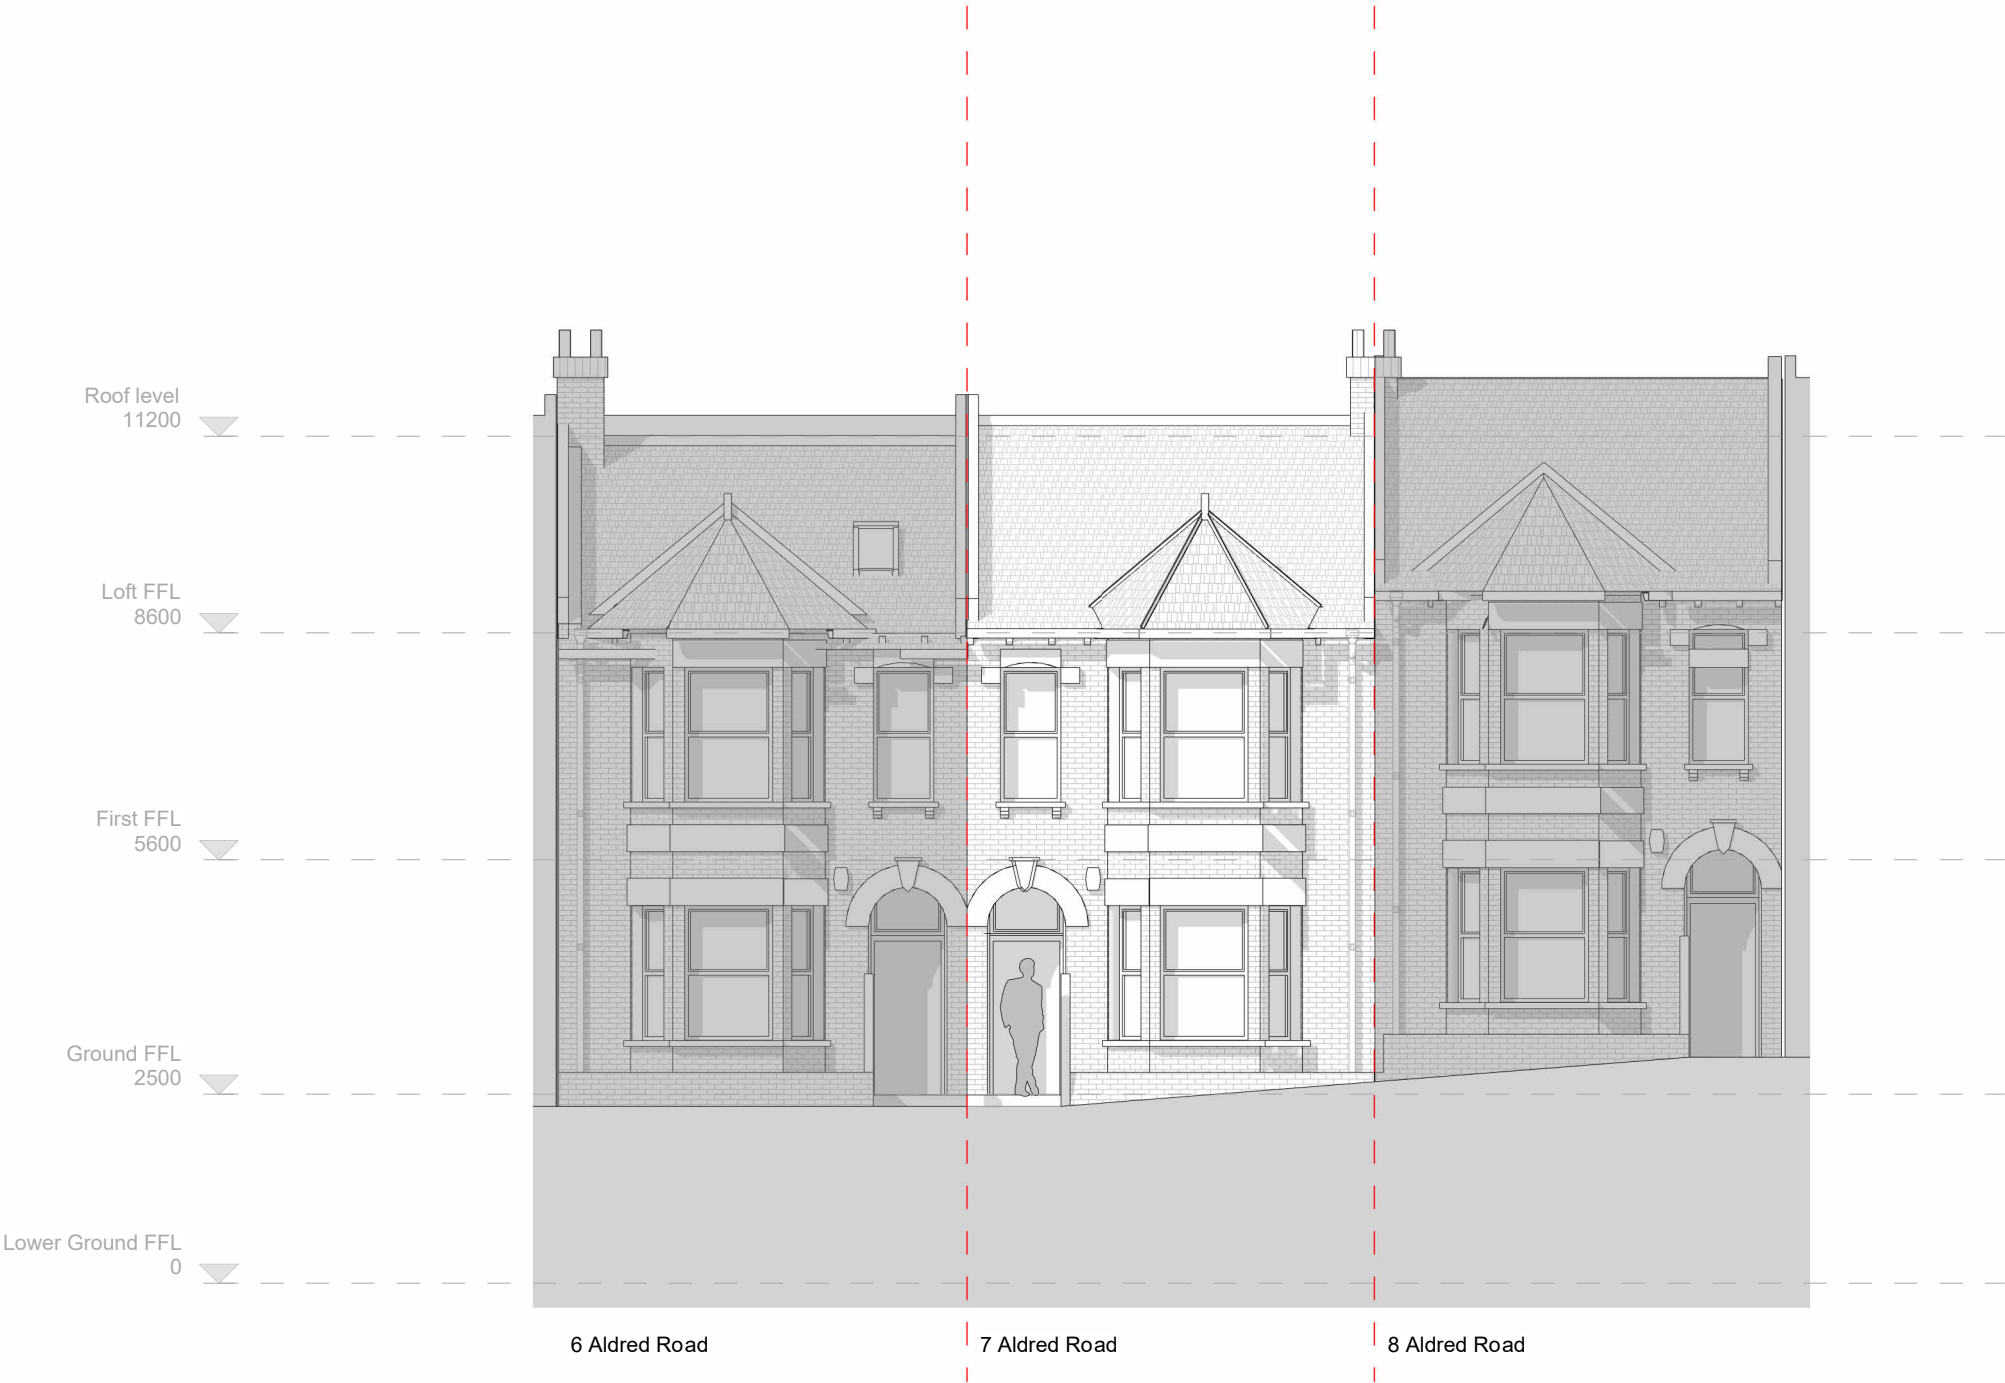 Roof level
11200
Loft FFL
8600
First FFL
5600
Ground FFL
2500
Lower Ground FFL
0
6 Aldred Road
7 Aldred Road
8 Aldred Road